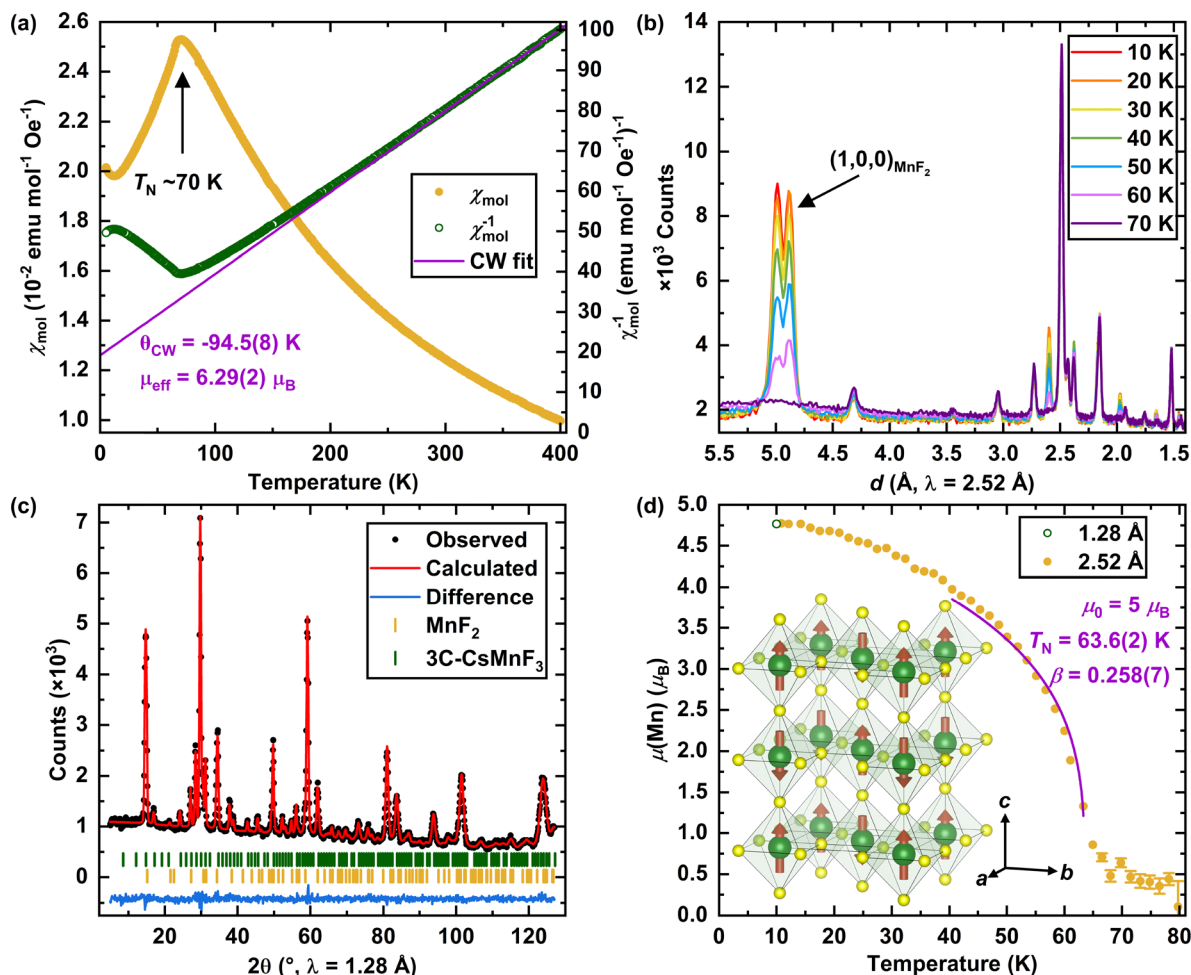 (a)
2.6
2.4
2.2
2.0
1.8
1.6
1.4
1.2
1.0
χmol (10⁻² emu mol⁻¹ Oe⁻¹)
TN ~70 K
χmol
χ⁻¹mol
CW fit
θCW = -94.5(8) K
μeff = 6.29(2) μB
100
90
80
70
60
50
40
30
20
10
0
χ⁻¹mol (emu mol⁻¹ Oe⁻¹)⁻¹
0 100 200 300 400
Temperature (K)
(b)
14
12
10
8
6
4
2
×10³ Counts
(1,0,0)MnF₂
10 K
20 K
30 K
40 K
50 K
60 K
70 K
5.5 5.0 4.5 4.0 3.5 3.0 2.5 2.0 1.5
d (Å, λ = 2.52 Å)
(c)
7
6
5
4
3
2
1
0
Counts (×10³)
Observed
Calculated
Difference
MnF₂
3C-CsMnF₃
0 20 40 60 80 100 120
2θ (°, λ = 1.28 Å)
(d)
5.0
4.5
4.0
3.5
3.0
2.5
2.0
1.5
1.0
0.5
0.0
μ(Mn) (μB)
1.28 Å
2.52 Å
μ₀ = 5 μB
TN = 63.6(2) K
β = 0.258(7)
c
a
b
0 10 20 30 40 50 60 70 80
Temperature (K)